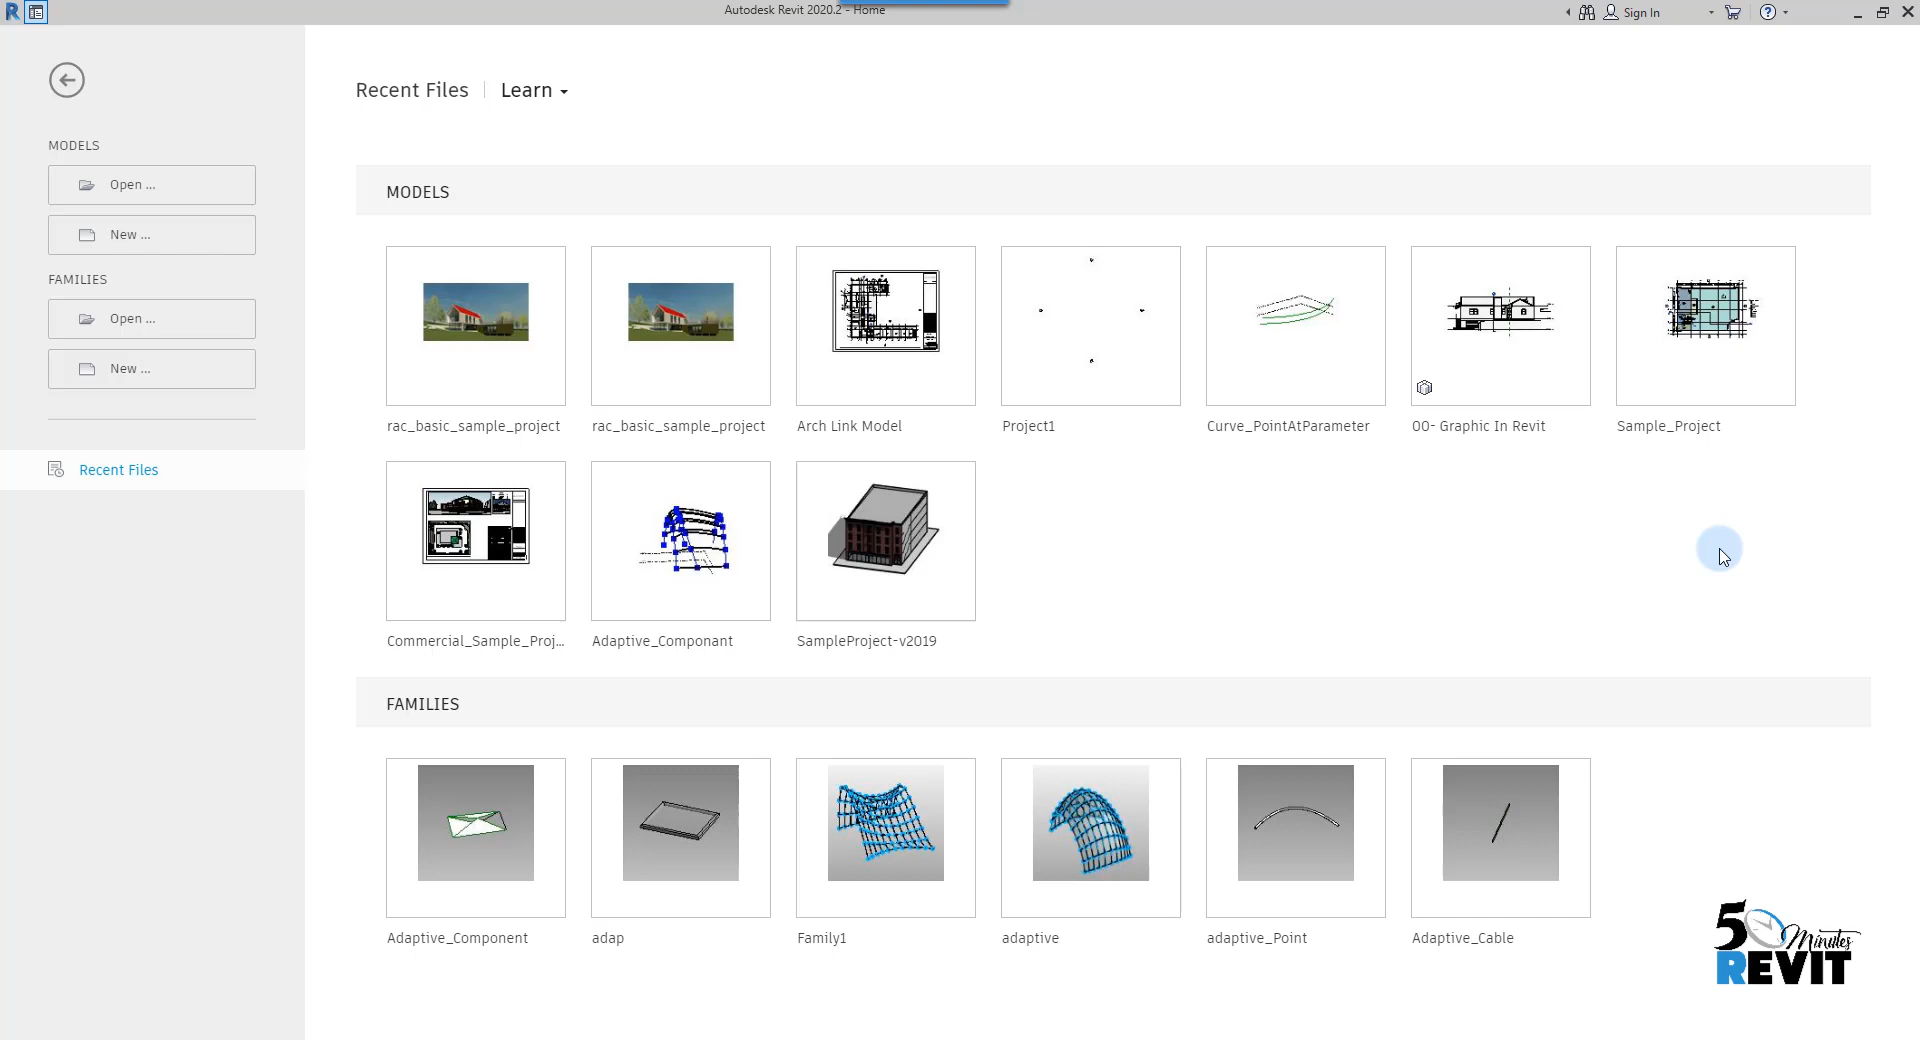 Autodesk Revit 2020.2 - Home
Sign In
Recent Files
Learn
MODELS
Open ...
New ...
FAMILIES
Open ...
New ...
Recent Files
MODELS
rac_basic_sample_project
rac_basic_sample_project
Arch Link Model
Project1
Curve_PointAtParameter
00- Graphic In Revit
Sample_Project
Commercial_Sample_Proj...
Adaptive_Componant
SampleProject-v2019
FAMILIES
Adaptive_Component
adap
Family1
adaptive
adaptive_Point
Adaptive_Cable
50 Minutes
REVIT